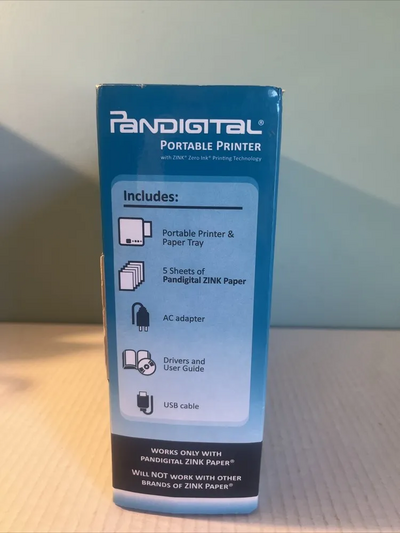 PANDIGITAL®
PORTABLE PRINTER
with ZINK® Zero Ink® Printing Technology
Includes:
Portable Printer &
Paper Tray
5 Sheets of
Pandigital ZINK Paper
AC adapter
Drivers and
User Guide
USB cable
WORKS ONLY WITH
PANDIGITAL ZINK PAPER®
WILL NOT WORK WITH OTHER
BRANDS OF ZINK PAPER®